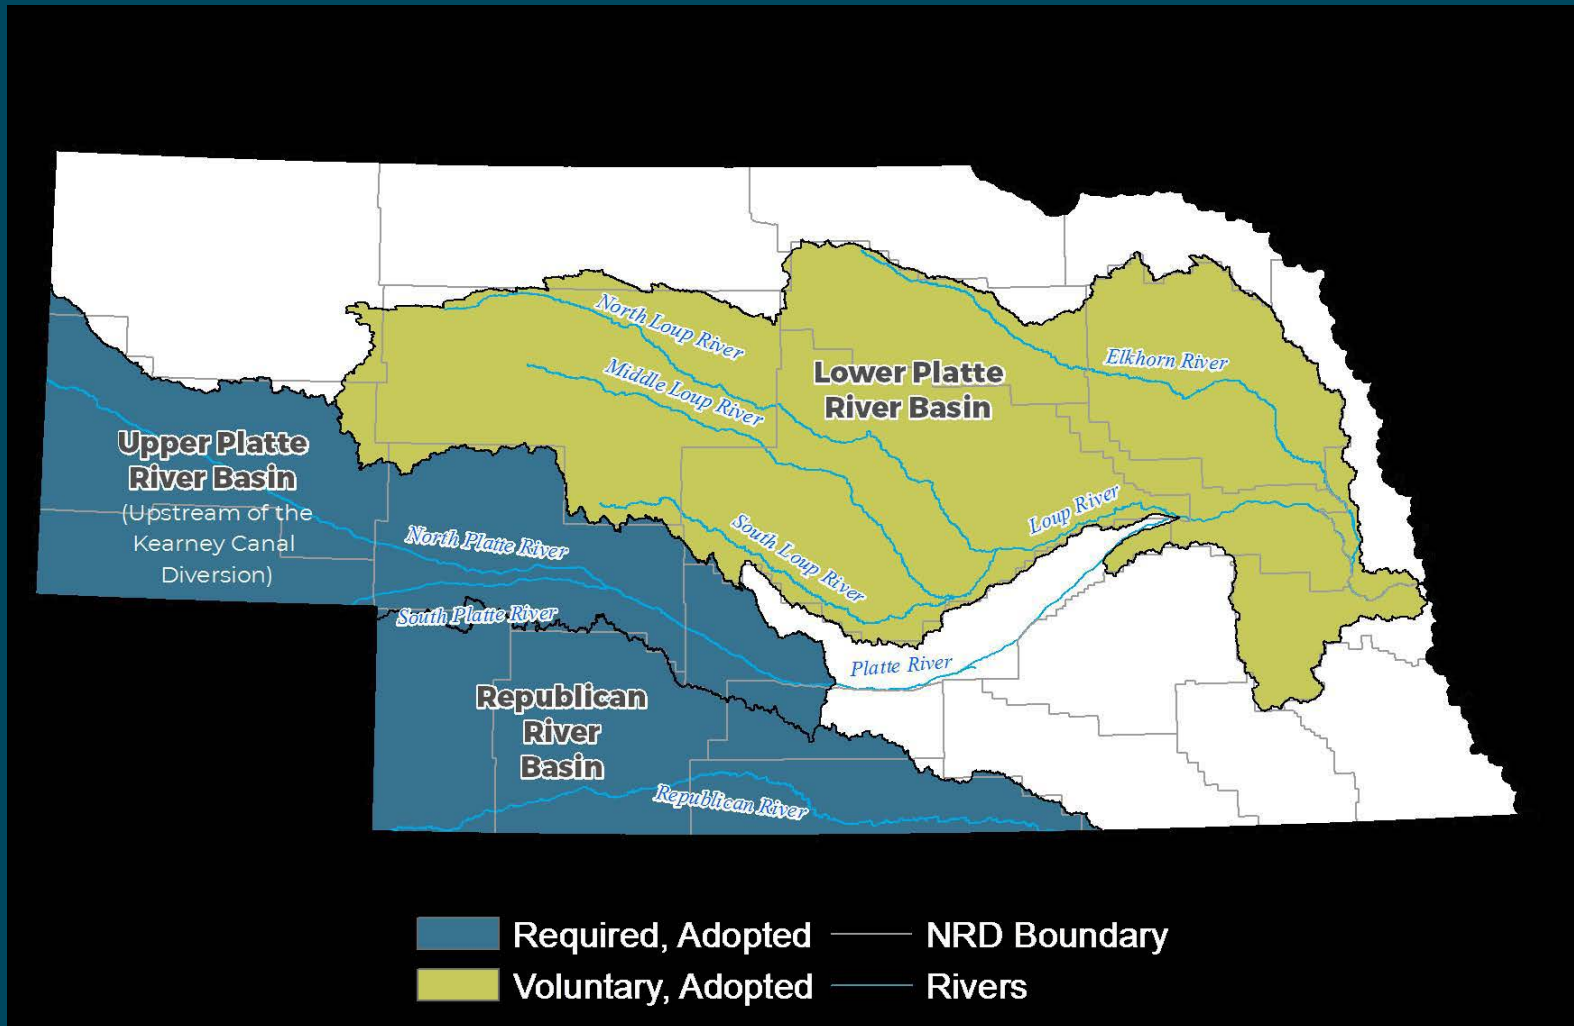 North Loup River
Elkhorn River
Middle Loup River
Lower Platte
River Basin
Upper Platte
River Basin
(Upstream of the
Kearney Canal
Diversion)
North Platte River
South Loup River
Loup River
South Platte River
Platte River
Republican
River
Basin
Republican River
Required, Adopted
NRD Boundary
Voluntary, Adopted
Rivers